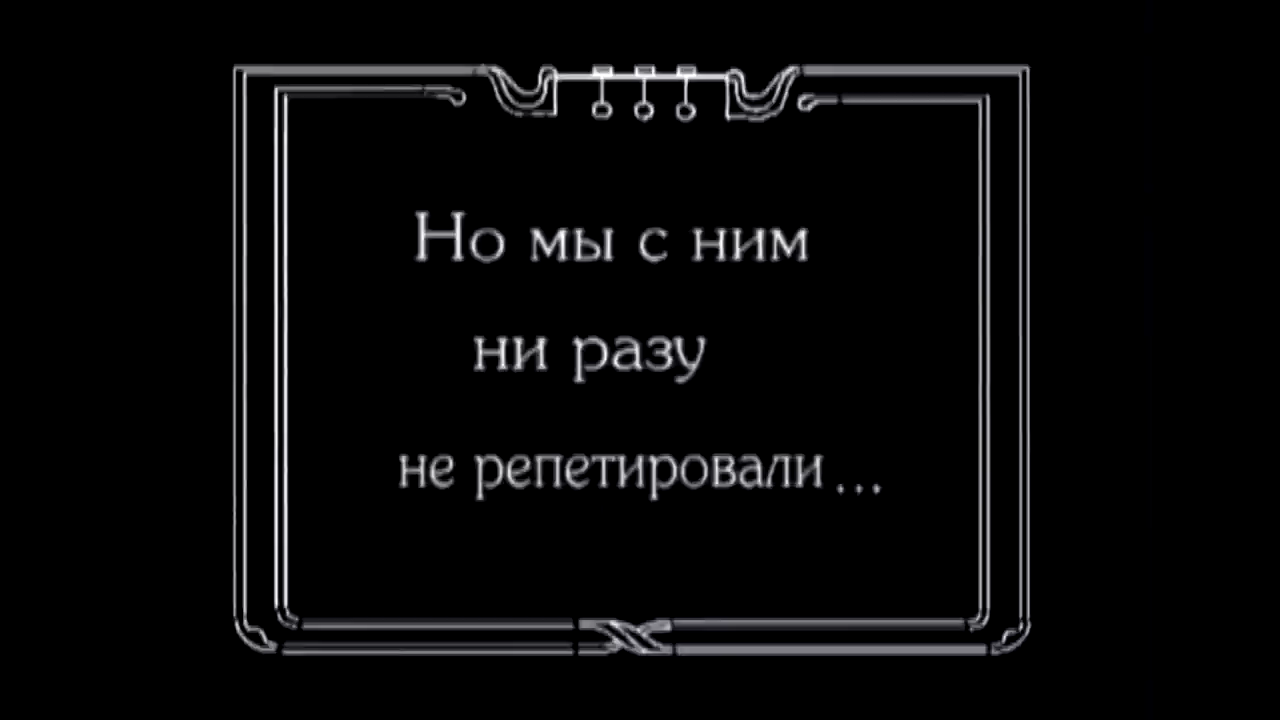 Но мы с ним
ни разу
не репетировали...